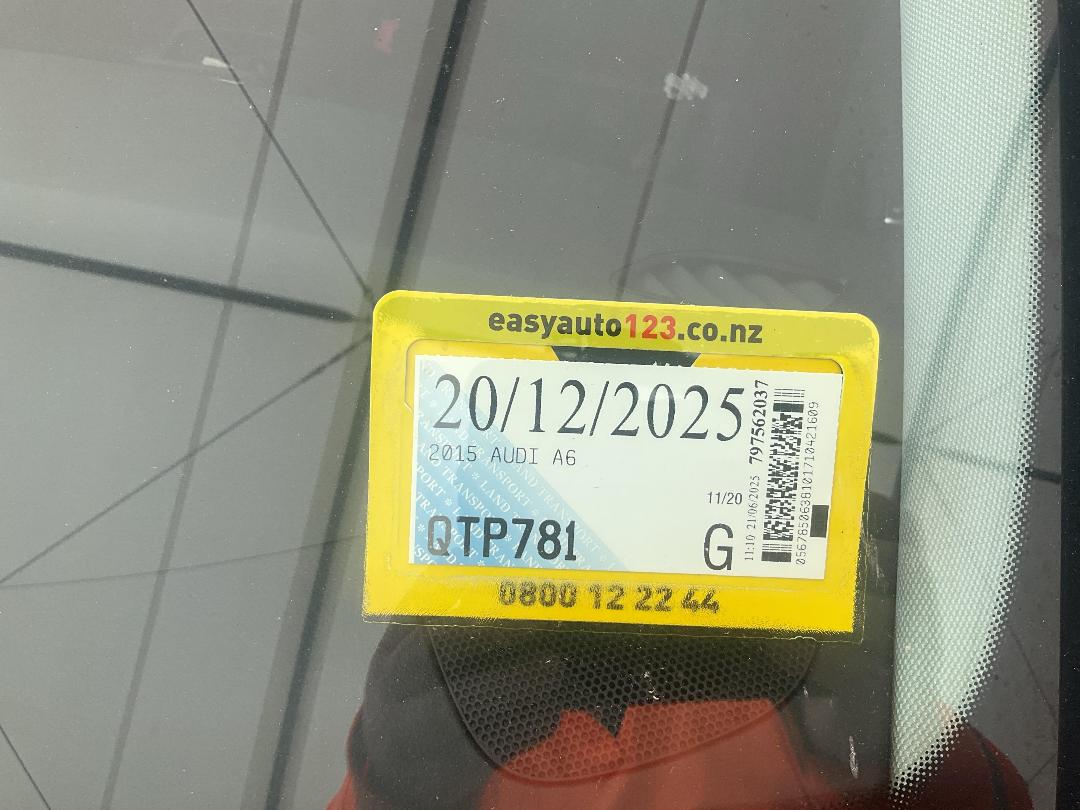 easyauto123.co.nz
20/12/2025
2015 AUDI A6
11/20
QTP781
G
11:10 21/06/2025 797562037
0800 12 22 44